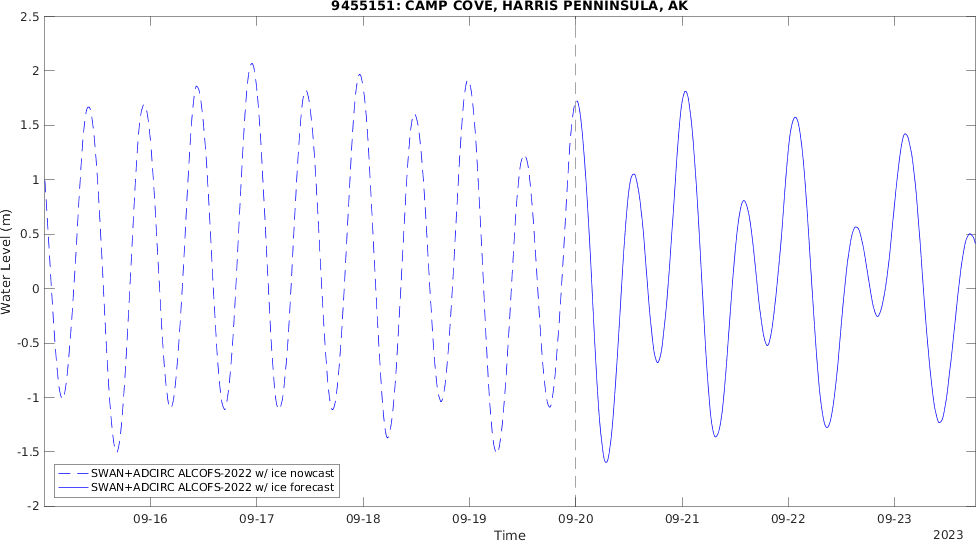 9455151: CAMP COVE, HARRIS PENNINSULA, AK
2.5
2
1.5
1
0.5
0
-0.5
-1
-1.5
-2
Water Level (m)
SWAN+ADCIRC ALCOFS-2022 w/ ice nowcast
SWAN+ADCIRC ALCOFS-2022 w/ ice forecast
09-16 09-17 09-18 09-19 09-20 09-21 09-22 09-23
Time
2023